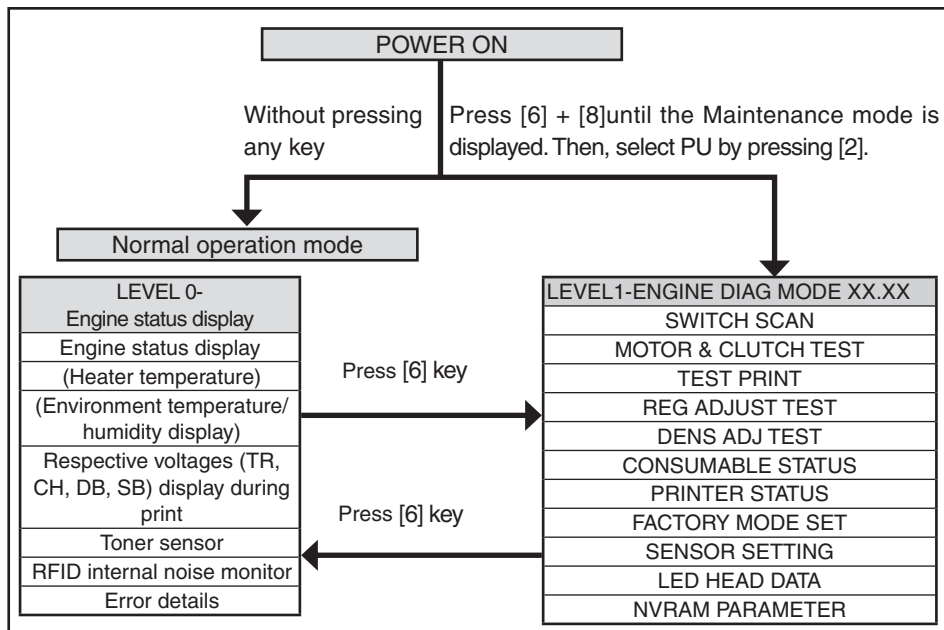 POWER ON
Without pressing
any key
Press [6] + [8]until the Maintenance mode is
displayed. Then, select PU by pressing [2].
Normal operation mode
LEVEL 0-
Engine status display
Engine status display
(Heater temperature)
(Environment temperature/
humidity display)
Respective voltages (TR,
CH, DB, SB) display during
print
Toner sensor
RFID internal noise monitor
Error details
Press [6] key
Press [6] key
LEVEL1-ENGINE DIAG MODE XX.XX
SWITCH SCAN
MOTOR & CLUTCH TEST
TEST PRINT
REG ADJUST TEST
DENS ADJ TEST
CONSUMABLE STATUS
PRINTER STATUS
FACTORY MODE SET
SENSOR SETTING
LED HEAD DATA
NVRAM PARAMETER